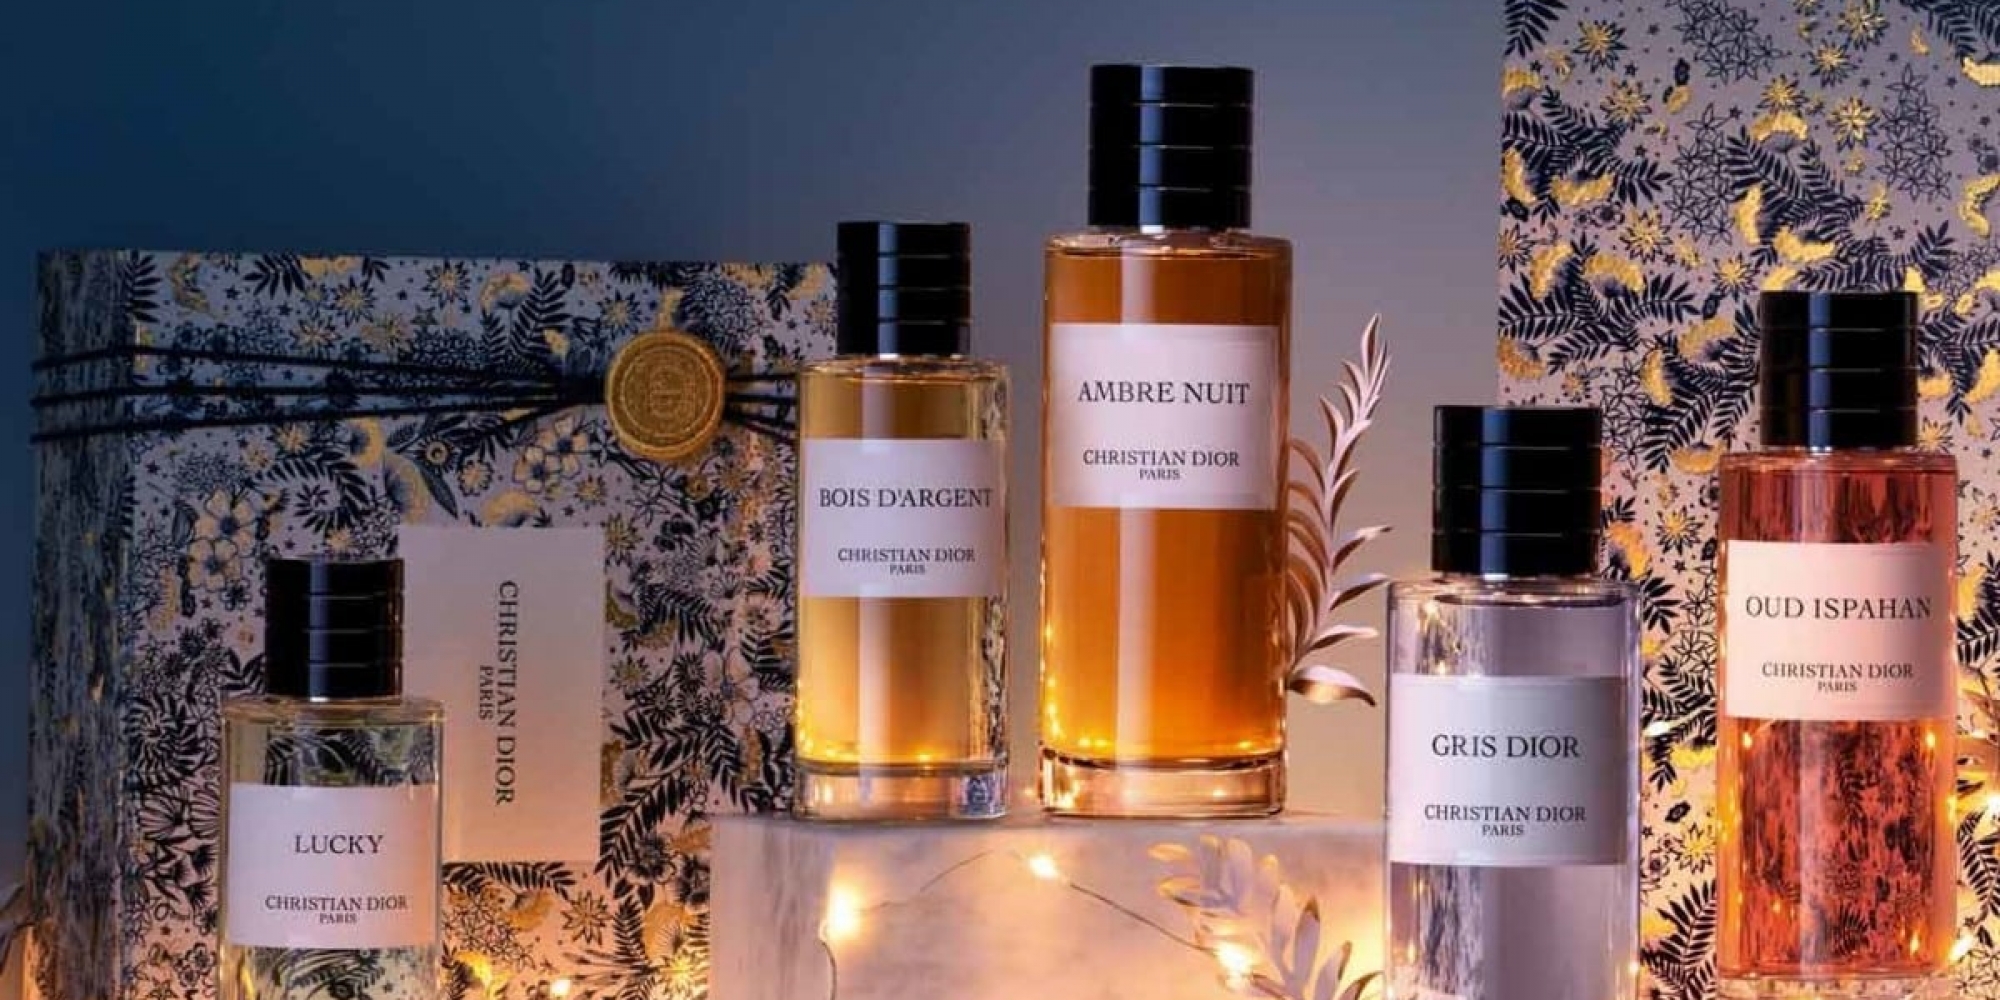 LUCKY
CHRISTIAN DIOR
PARIS
CHRISTIAN DIOR
PARIS
BOIS D'ARGENT
CHRISTIAN DIOR
PARIS
AMBRE NUIT
CHRISTIAN DIOR
PARIS
GRIS DIOR
CHRISTIAN DIOR
PARIS
OUD ISPAHAN
CHRISTIAN DIOR
PARIS